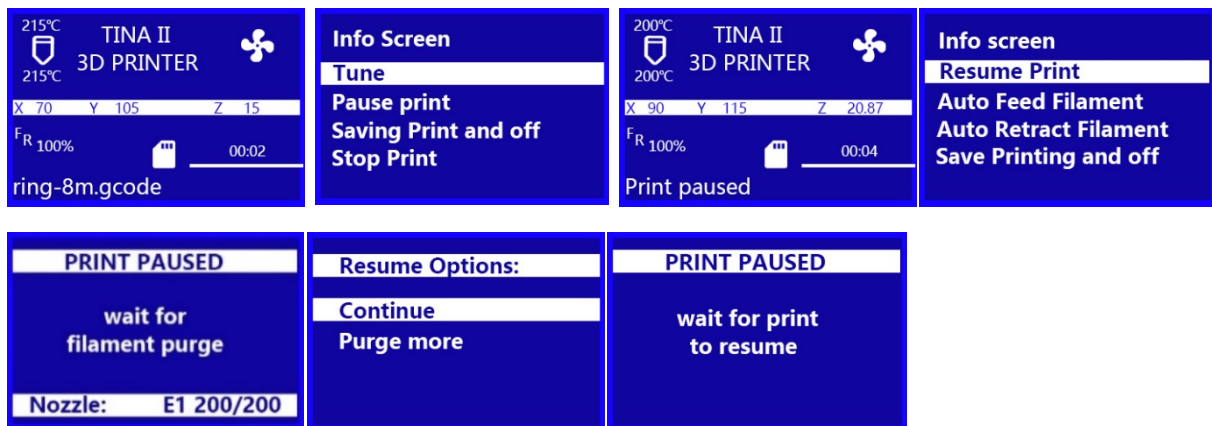 215℃
TINA II
3D PRINTER
215℃
X 70 Y 105 Z 15
FR 100%
00:02
ring-8m.gcode
Info Screen
Tune
Pause print
Saving Print and off
Stop Print
200℃
TINA II
3D PRINTER
200℃
X 90 Y 115 Z 20.87
FR 100%
00:04
Print paused
Info screen
Resume Print
Auto Feed Filament
Auto Retract Filament
Save Printing and off
PRINT PAUSED
wait for
filament purge
Nozzle: E1 200/200
Resume Options:
Continue
Purge more
PRINT PAUSED
wait for print
to resume